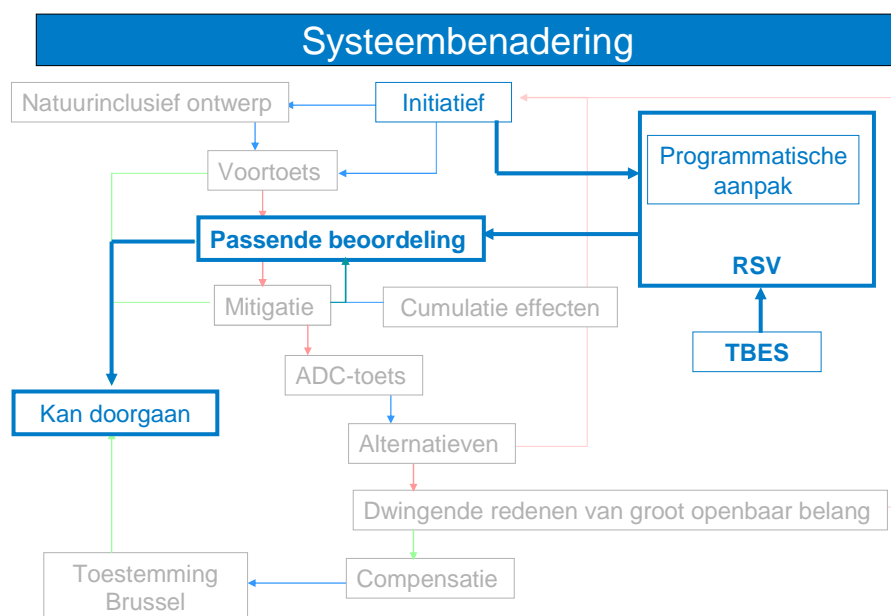 Systeembenadering
Natuurinclusief ontwerp
Initiatief
Programmatische
aanpak
Voortoets
Passende beoordeling
RSV
Mitigatie
Cumulatie effecten
TBES
ADC-toets
Kan doorgaan
Alternatieven
Dwingende redenen van groot openbaar belang
Toestemming
Brussel
Compensatie